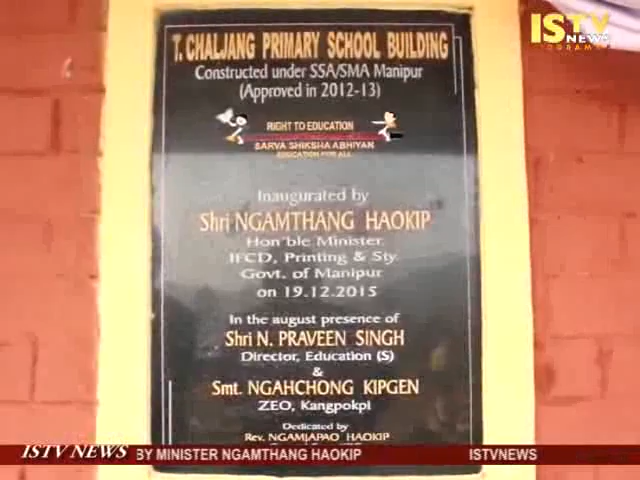 ISTV
NEWS
T. CHALJANG PRIMARY SCHOOL BUILDING
Constructed under SSA/SMA Manipur
(Approved in 2012-13)
RIGHT TO EDUCATION
SARVA SHIKSHA ABHIYAN
EDUCATION FOR ALL
Inaugurated by
Shri NGAMTHANG HAOKIP
Hon'ble Minister
IFCD, Printing & Sty.
Govt. of Manipur
on 19.12.2015
In the august presence of
Shri N. PRAVEEN SINGH
Director, Education (S)
&
Smt. NGAHCHONG KIPGEN
ZEO, Kangpokpi
Dedicated by
Rev. NGAMJAPAO HAOKIP
ISTV NEWS BY MINISTER NGAMTHANG HAOKIP ISTVNEWS